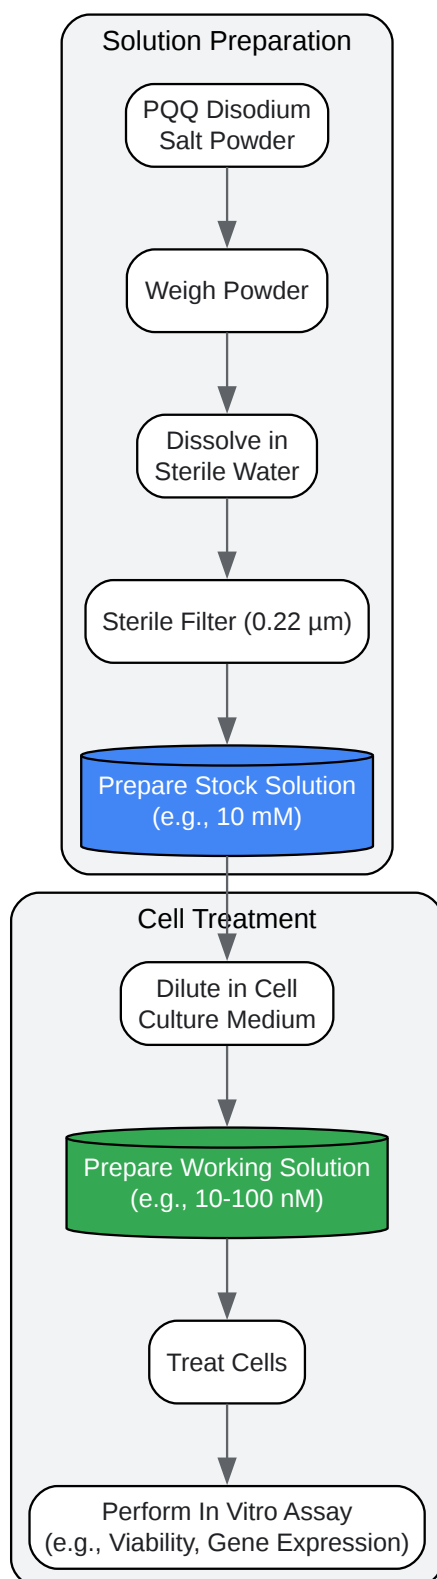 Solution Preparation
PQQ Disodium
Salt Powder
Weigh Powder
Dissolve in
Sterile Water
Sterile Filter (0.22 µm)
Prepare Stock Solution
(e.g., 10 mM)
Cell Treatment
Dilute in Cell
Culture Medium
Prepare Working Solution
(e.g., 10-100 nM)
Treat Cells
Perform In Vitro Assay
(e.g., Viability, Gene Expression)